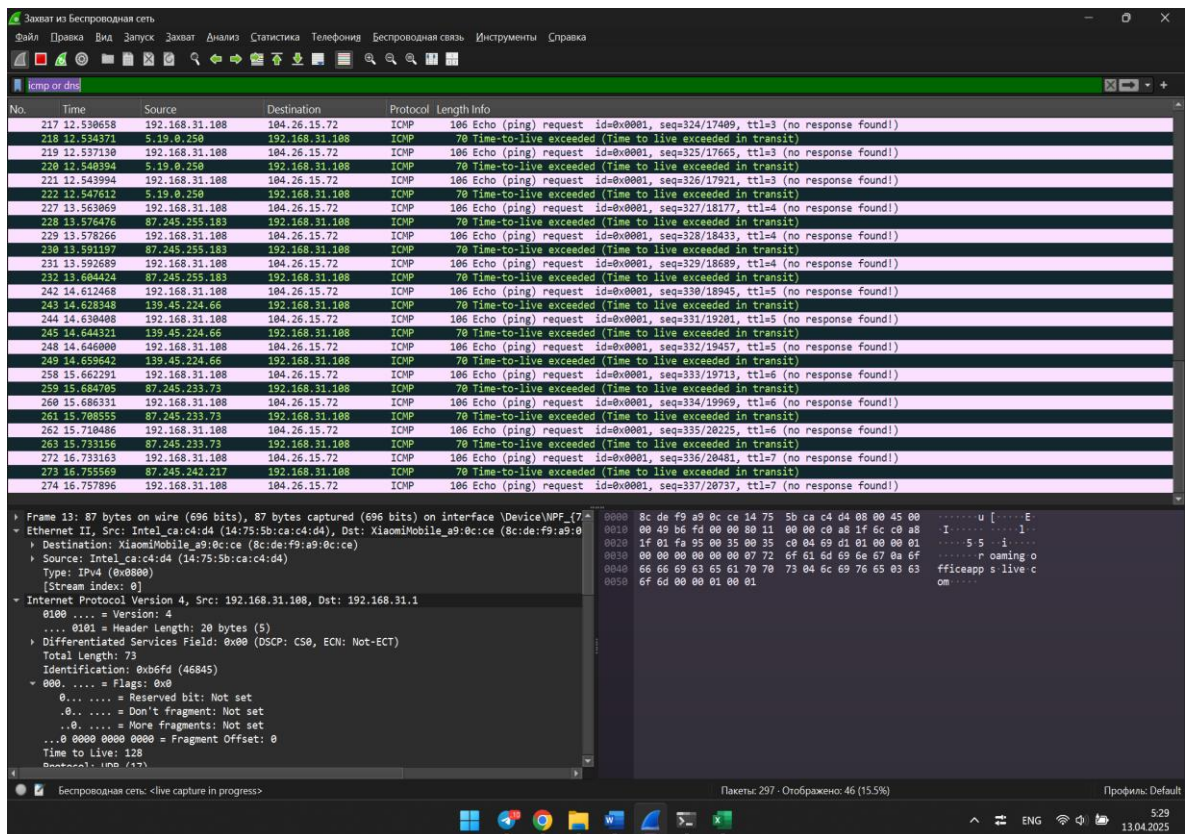 Захват из Беспроводная сеть
Файл Правка Вид Запуск Захват Анализ Статистика Телефония Беспроводная связь Инструменты Справка
icmp or dns
No. Time Source Destination Protocol Length Info
217 12.530658 192.168.31.108 104.26.15.72 ICMP 106 Echo (ping) request id=0x0001, seq=324/17409, ttl=3 (no response found!)
218 12.534371 5.19.0.250 192.168.31.108 ICMP 70 Time-to-live exceeded (Time to live exceeded in transit)
219 12.537130 192.168.31.108 104.26.15.72 ICMP 106 Echo (ping) request id=0x0001, seq=325/17665, ttl=3 (no response found!)
220 12.540394 5.19.0.250 192.168.31.108 ICMP 70 Time-to-live exceeded (Time to live exceeded in transit)
221 12.543994 192.168.31.108 104.26.15.72 ICMP 106 Echo (ping) request id=0x0001, seq=326/17921, ttl=3 (no response found!)
222 12.547612 5.19.0.250 192.168.31.108 ICMP 70 Time-to-live exceeded (Time to live exceeded in transit)
227 13.563069 192.168.31.108 104.26.15.72 ICMP 106 Echo (ping) request id=0x0001, seq=327/18177, ttl=4 (no response found!)
228 13.576476 87.245.255.183 192.168.31.108 ICMP 70 Time-to-live exceeded (Time to live exceeded in transit)
229 13.578266 192.168.31.108 104.26.15.72 ICMP 106 Echo (ping) request id=0x0001, seq=328/18433, ttl=4 (no response found!)
230 13.591197 87.245.255.183 192.168.31.108 ICMP 70 Time-to-live exceeded (Time to live exceeded in transit)
231 13.592689 192.168.31.108 104.26.15.72 ICMP 106 Echo (ping) request id=0x0001, seq=329/18689, ttl=4 (no response found!)
232 13.604424 87.245.255.183 192.168.31.108 ICMP 70 Time-to-live exceeded (Time to live exceeded in transit)
242 14.612468 192.168.31.108 104.26.15.72 ICMP 106 Echo (ping) request id=0x0001, seq=330/18945, ttl=5 (no response found!)
243 14.628348 139.45.224.66 192.168.31.108 ICMP 70 Time-to-live exceeded (Time to live exceeded in transit)
244 14.630408 192.168.31.108 104.26.15.72 ICMP 106 Echo (ping) request id=0x0001, seq=331/19201, ttl=5 (no response found!)
245 14.644321 139.45.224.66 192.168.31.108 ICMP 70 Time-to-live exceeded (Time to live exceeded in transit)
248 14.646000 192.168.31.108 104.26.15.72 ICMP 106 Echo (ping) request id=0x0001, seq=332/19457, ttl=5 (no response found!)
249 14.659642 139.45.224.66 192.168.31.108 ICMP 70 Time-to-live exceeded (Time to live exceeded in transit)
258 15.662291 192.168.31.108 104.26.15.72 ICMP 106 Echo (ping) request id=0x0001, seq=333/19713, ttl=6 (no response found!)
259 15.684705 87.245.233.73 192.168.31.108 ICMP 70 Time-to-live exceeded (Time to live exceeded in transit)
260 15.686331 192.168.31.108 104.26.15.72 ICMP 106 Echo (ping) request id=0x0001, seq=334/19969, ttl=6 (no response found!)
261 15.708555 87.245.233.73 192.168.31.108 ICMP 70 Time-to-live exceeded (Time to live exceeded in transit)
262 15.710486 192.168.31.108 104.26.15.72 ICMP 106 Echo (ping) request id=0x0001, seq=335/20225, ttl=6 (no response found!)
263 15.733156 87.245.233.73 192.168.31.108 ICMP 70 Time-to-live exceeded (Time to live exceeded in transit)
272 16.733163 192.168.31.108 104.26.15.72 ICMP 106 Echo (ping) request id=0x0001, seq=336/20481, ttl=7 (no response found!)
273 16.755569 87.245.242.217 192.168.31.108 ICMP 70 Time-to-live exceeded (Time to live exceeded in transit)
274 16.757896 192.168.31.108 104.26.15.72 ICMP 106 Echo (ping) request id=0x0001, seq=337/20737, ttl=7 (no response found!)
Frame 13: 87 bytes on wire (696 bits), 87 bytes captured (696 bits) on interface \Device\NPF_{7
Ethernet II, Src: Intel_ca:c4:d4 (14:75:5b:ca:c4:d4), Dst: XiaomiMobile_a9:0c:ce (8c:de:f9:a9:0
Destination: XiaomiMobile_a9:0c:ce (8c:de:f9:a9:0c:ce)
Source: Intel_ca:c4:d4 (14:75:5b:ca:c4:d4)
Type: IPv4 (0x0800)
[Stream index: 0]
Internet Protocol Version 4, Src: 192.168.31.108, Dst: 192.168.31.1
0100 .... = Version: 4
.... 0101 = Header Length: 20 bytes (5)
Differentiated Services Field: 0x00 (DSCP: CS0, ECN: Not-ECT)
Total Length: 73
Identification: 0xb6fd (46845)
000. .... = Flags: 0x0
0... .... = Reserved bit: Not set
.0.. .... = Don't fragment: Not set
..0. .... = More fragments: Not set
...0 0000 0000 0000 = Fragment Offset: 0
Time to Live: 128
Protocol: UDP (17)
0000 8c de f9 a9 0c ce 14 75 5b ca c4 d4 08 00 45 00 ·······u [·····E·
0010 00 49 b6 fd 00 00 80 11 00 00 c0 a8 1f 6c c0 a8 ·I······ ·····l··
0020 1f 01 fa 95 00 35 00 35 c0 04 69 d1 01 00 00 01 ·····5·5 ··i·····
0030 00 00 00 00 00 00 07 72 6f 61 6d 69 6e 67 0a 6f ·······r oaming·o
0040 66 66 69 63 65 61 70 70 73 04 6c 69 76 65 03 63 fficeapp s·live·c
0050 6f 6d 00 00 01 00 01 om·····
Беспроводная сеть: <live capture in progress>
Пакеты: 297 · Отображено: 46 (15.5%)
Профиль: Default
ENG
5:29
13.04.2025